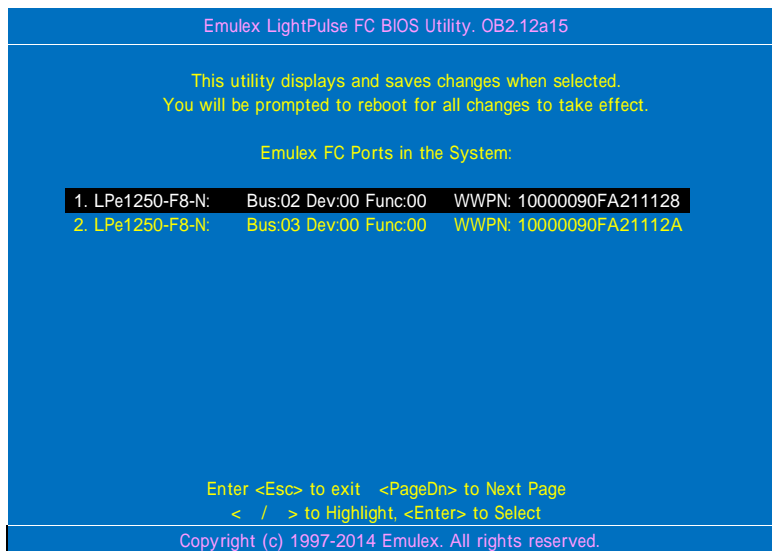 Emulex LightPulse FC BIOS Utility. OB2.12a15
This utility displays and saves changes when selected.
You will be prompted to reboot for all changes to take effect.
Emulex FC Ports in the System:
1. LPe1250-F8-N: Bus:02 Dev:00 Func:00 WWPN: 10000090FA211128
2. LPe1250-F8-N: Bus:03 Dev:00 Func:00 WWPN: 10000090FA21112A
Enter <Esc> to exit <PageDn> to Next Page
< / > to Highlight, <Enter> to Select
Copyright (c) 1997-2014 Emulex. All rights reserved.